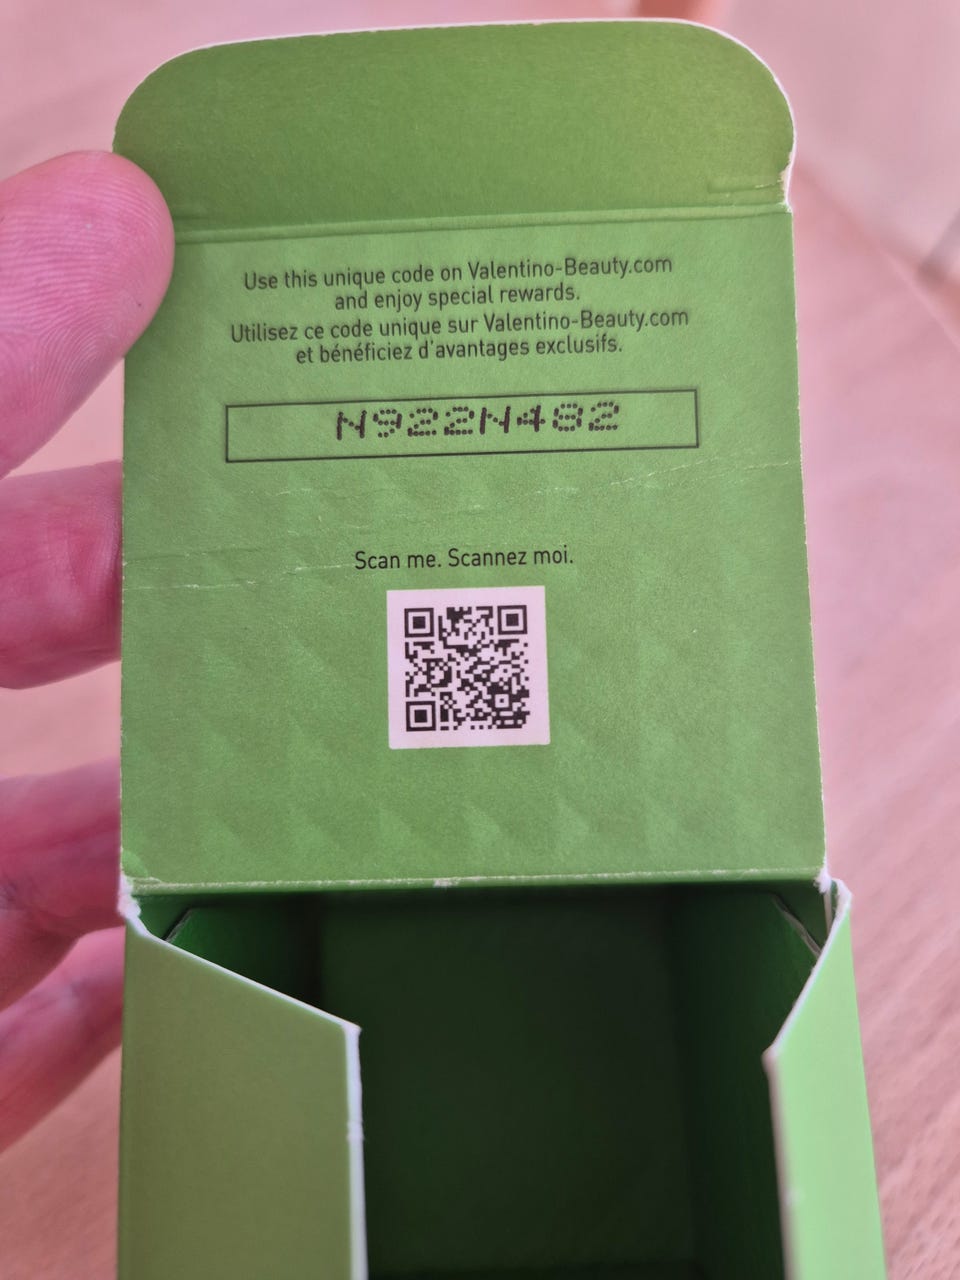 Use this unique code on Valentino-Beauty.com
and enjoy special rewards.
Utilisez ce code unique sur Valentino-Beauty.com
et bénéficiez d'avantages exclusifs.
N922N482
Scan me. Scannez moi.